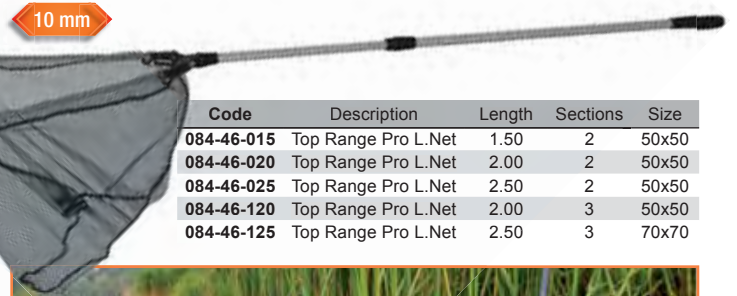 10 mm
Code Description Length Sections Size
084-46-015 Top Range Pro L.Net 1.50 2 50x50
084-46-020 Top Range Pro L.Net 2.00 2 50x50
084-46-025 Top Range Pro L.Net 2.50 2 50x50
084-46-120 Top Range Pro L.Net 2.00 3 50x50
084-46-125 Top Range Pro L.Net 2.50 3 70x70